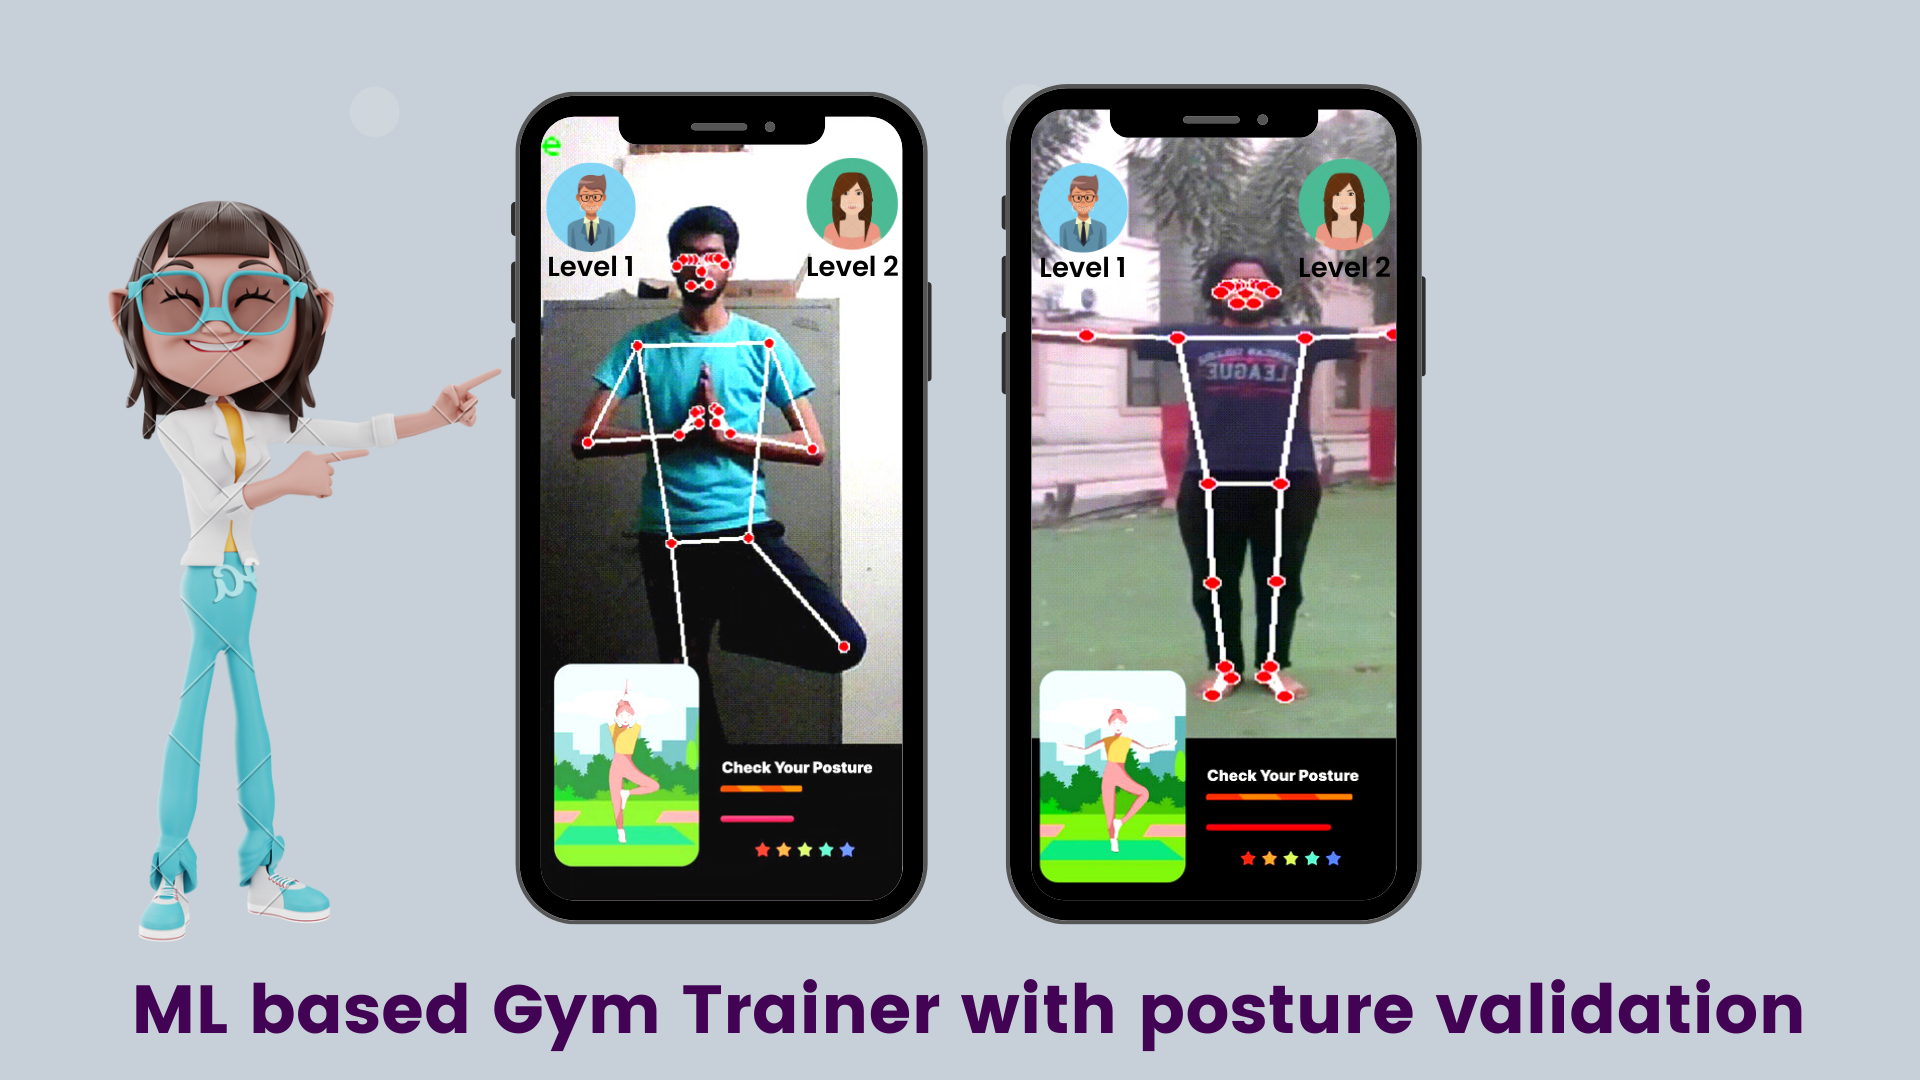 e
Level 1
Level 2
Check Your Posture
Level 1
Level 2
LEAGUE
Check Your Posture
ML based Gym Trainer with posture validation